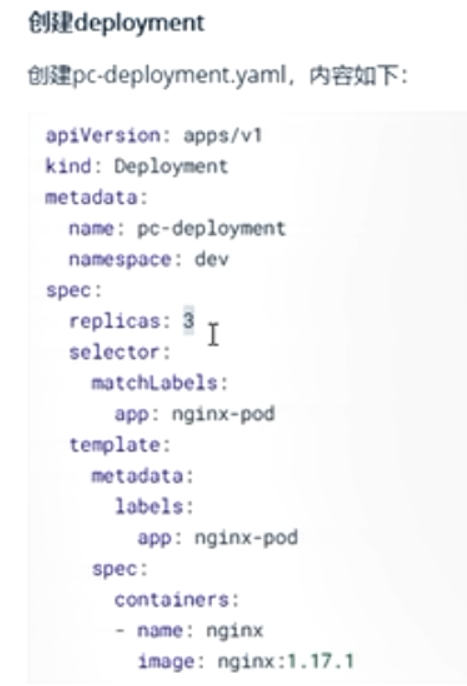 创建deployment
创建pc-deployment.yaml，内容如下：
apiVersion: apps/v1
kind: Deployment
metadata:
  name: pc-deployment
  namespace: dev
spec:
  replicas: 3
  selector:
    matchLabels:
      app: nginx-pod
  template:
    metadata:
      labels:
        app: nginx-pod
    spec:
      containers:
      - name: nginx
        image: nginx:1.17.1